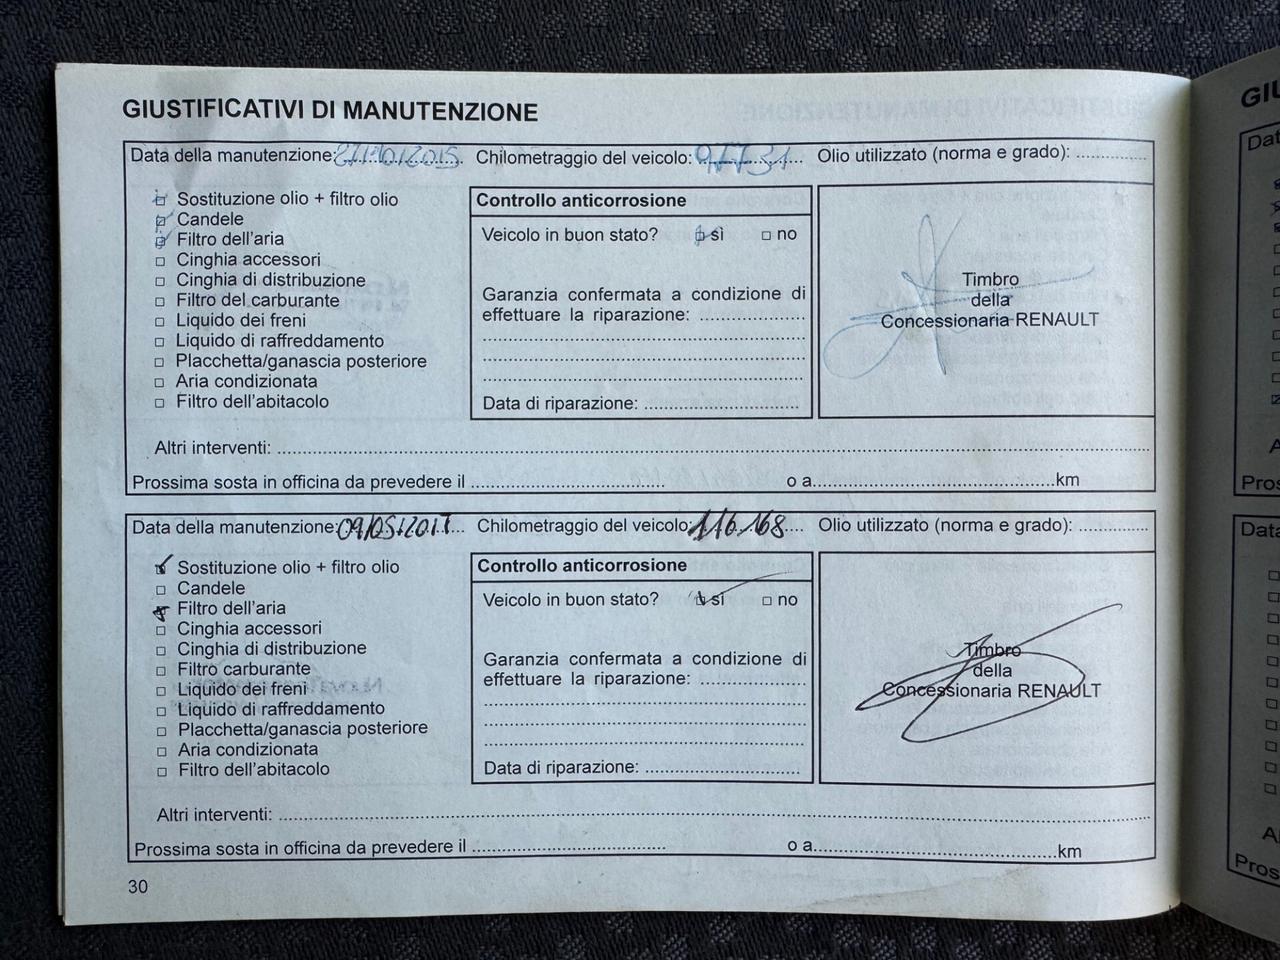 GIUSTIFICATIVI DI MANUTENZIONE
Data della manutenzione: 27/10/2015 Chilometraggio del veicolo: 97731 Olio utilizzato (norma e grado):
Sostituzione olio + filtro olio
Candele
Filtro dell'aria
Cinghia accessori
Cinghia di distribuzione
Filtro del carburante
Liquido dei freni
Liquido di raffreddamento
Placchetta/ganascia posteriore
Aria condizionata
Filtro dell'abitacolo
Controllo anticorrosione
Veicolo in buon stato? sì no
Garanzia confermata a condizione di
effettuare la riparazione:
Data di riparazione:
Timbro
della
Concessionaria RENAULT
Altri interventi:
Prossima sosta in officina da prevedere il o a km
Data della manutenzione: 09/05/2017 Chilometraggio del veicolo: 116.168 Olio utilizzato (norma e grado):
Sostituzione olio + filtro olio
Candele
Filtro dell'aria
Cinghia accessori
Cinghia di distribuzione
Filtro carburante
Liquido dei freni
Liquido di raffreddamento
Placchetta/ganascia posteriore
Aria condizionata
Filtro dell'abitacolo
Controllo anticorrosione
Veicolo in buon stato? sì no
Garanzia confermata a condizione di
effettuare la riparazione:
Data di riparazione:
Timbro
della
Concessionaria RENAULT
Altri interventi:
Prossima sosta in officina da prevedere il o a km
30